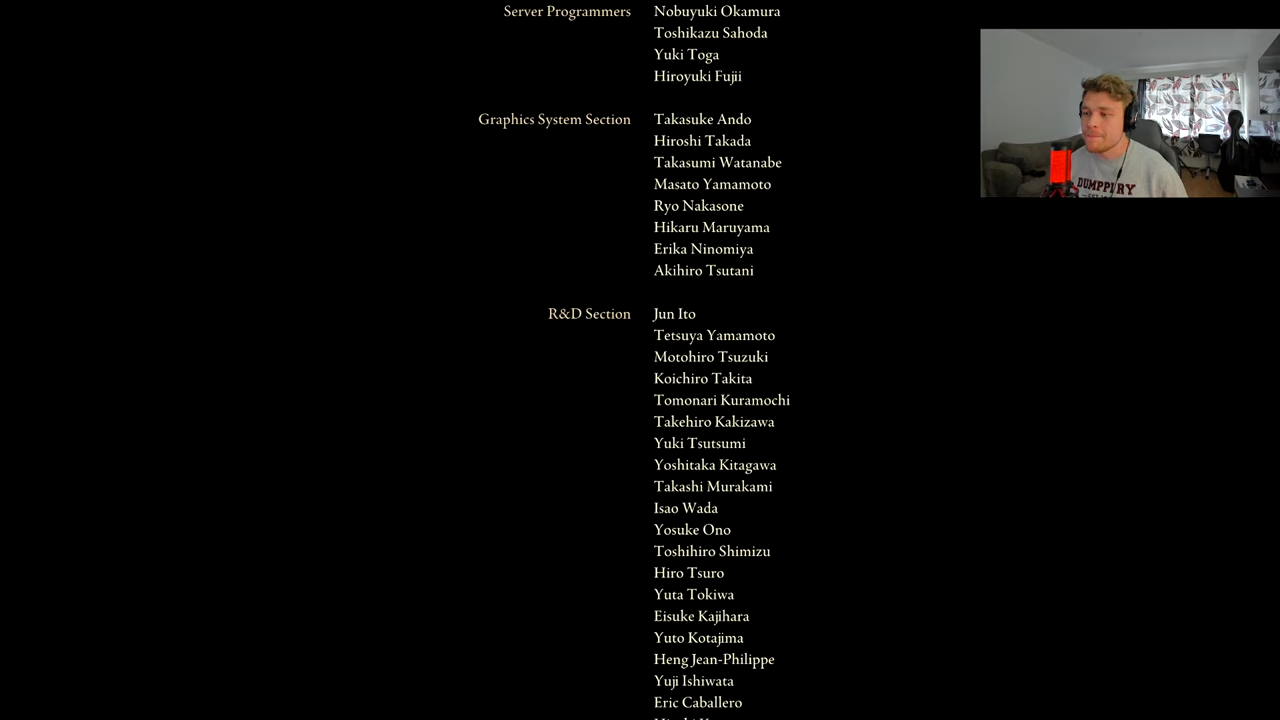 Server Programmers Nobuyuki Okamura
Toshikazu Sahoda
Yuki Toga
Hiroyuki Fujii
Graphics System Section Takasuke Ando
Hiroshi Takada
Takasumi Watanabe
Masato Yamamoto
Ryo Nakasone
Hikaru Maruyama
Erika Ninomiya
Akihiro Tsutani
R&D Section Jun Ito
Tetsuya Yamamoto
Motohiro Tsuzuki
Koichiro Takita
Tomonari Kuramochi
Takehiro Kakizawa
Yuki Tsutsumi
Yoshitaka Kitagawa
Takashi Murakami
Isao Wada
Yosuke Ono
Toshihiro Shimizu
Hiro Tsuro
Yuta Tokiwa
Eisuke Kajihara
Yuto Kotajima
Heng Jean-Philippe
Yuji Ishiwata
Eric Caballero